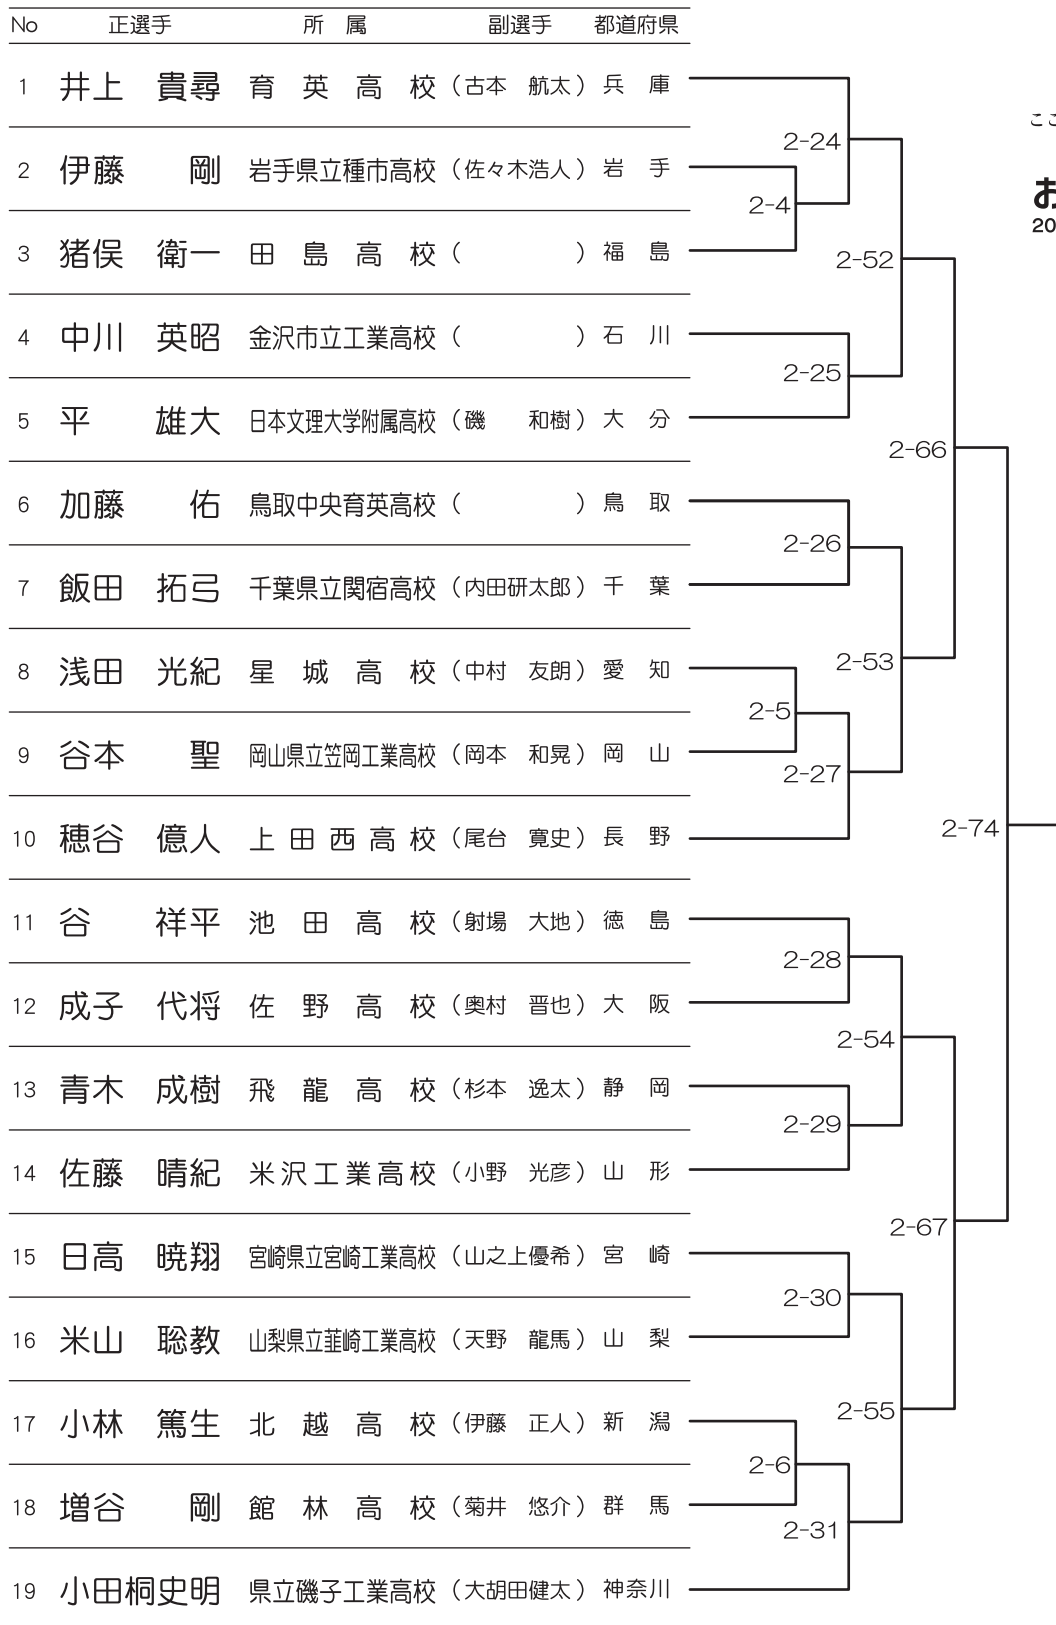 No 正選手 所属 副選手 都道府県
1 井上 貴尋 育英高校 (古本 航太) 兵庫
2-24
2 伊藤 剛 岩手県立種市高校 (佐々木浩人) 岩手
2-4
3 猪俣 衛一 田島高校 ( ) 福島
2-52
4 中川 英昭 金沢市立工業高校 ( ) 石川
2-25
5 平 雄大 日本文理大学附属高校 (磯 和樹) 大分
2-66
6 加藤 佑 鳥取中央育英高校 ( ) 鳥取
2-26
7 飯田 拓弓 千葉県立関宿高校 (内田研太郎) 千葉
2-53
8 浅田 光紀 星城高校 (中村 友朗) 愛知
2-5
9 谷本 聖 岡山県立笠岡工業高校 (岡本 和晃) 岡山
2-27
10 穂谷 億人 上田西高校 (尾台 寛史) 長野
2-74
11 谷 祥平 池田高校 (射場 大地) 徳島
2-28
12 成子 代将 佐野高校 (奥村 晋也) 大阪
2-54
13 青木 成樹 飛龍高校 (杉本 逸太) 静岡
2-29
14 佐藤 晴紀 米沢工業高校 (小野 光彦) 山形
2-67
15 日高 暁翔 宮崎県立宮崎工業高校 (山之上優希) 宮崎
2-30
16 米山 聡教 山梨県立韮崎工業高校 (天野 龍馬) 山梨
2-55
17 小林 篤生 北越高校 (伊藤 正人) 新潟
2-6
18 増谷 剛 館林高校 (菊井 悠介) 群馬
2-31
19 小田桐史明 県立磯子工業高校 (大胡田健太) 神奈川
お
20